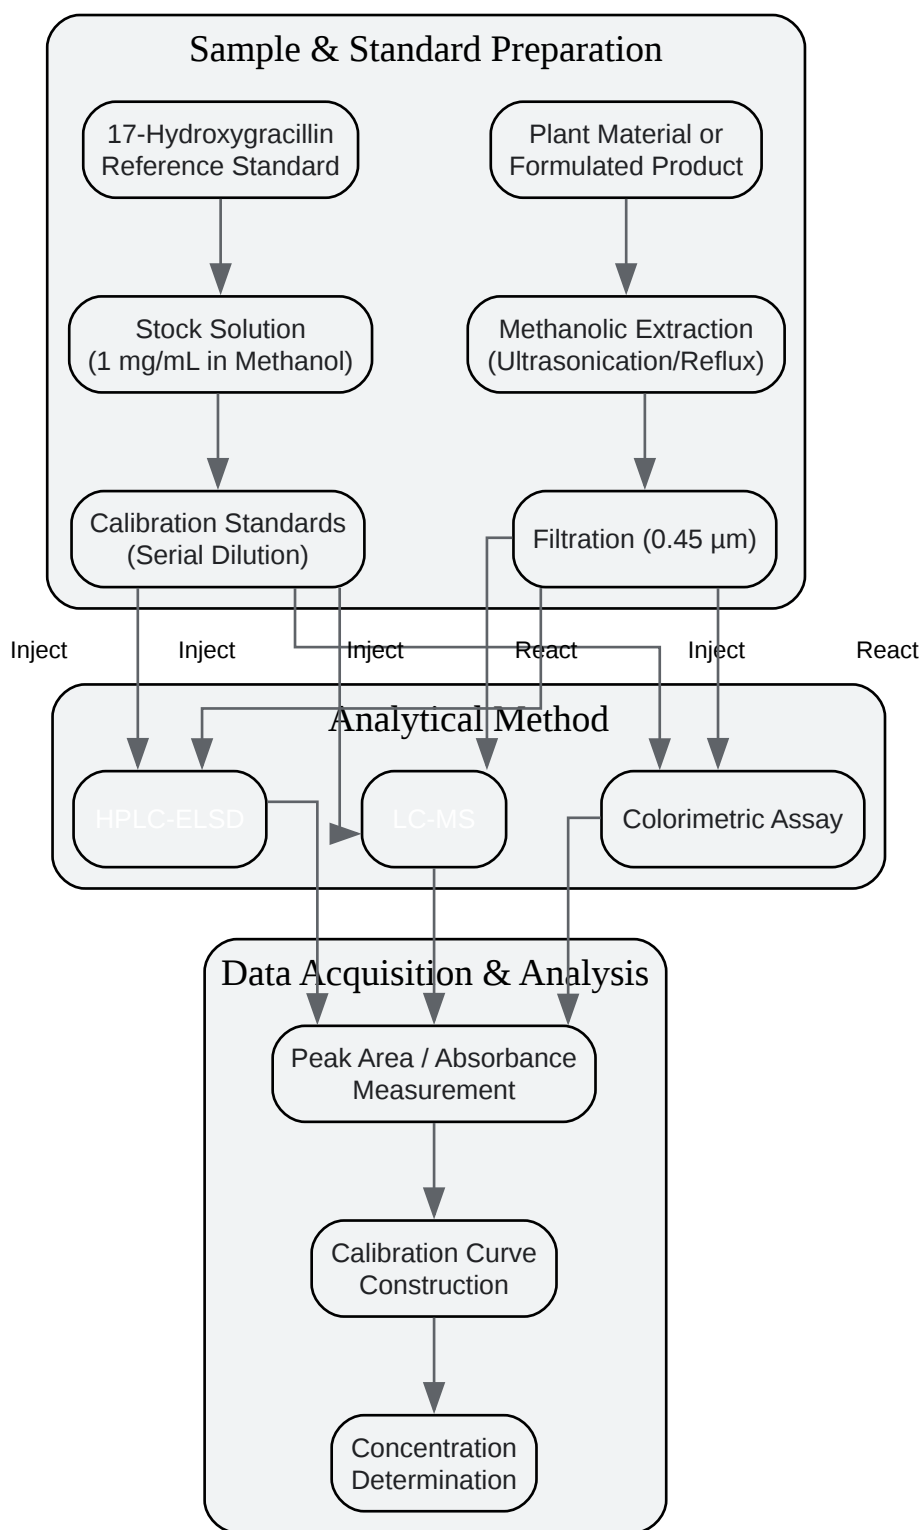 Sample & Standard Preparation
17-Hydroxygracillin
Reference Standard
Plant Material or
Formulated Product
Stock Solution
(1 mg/mL in Methanol)
Methanolic Extraction
(Ultrasonication/Reflux)
Calibration Standards
(Serial Dilution)
Filtration (0.45 µm)
Inject
Inject
Inject
React
Inject
React
Analytical Method
HPLC-ELSD
LC-MS
Colorimetric Assay
Data Acquisition & Analysis
Peak Area / Absorbance
Measurement
Calibration Curve
Construction
Concentration
Determination